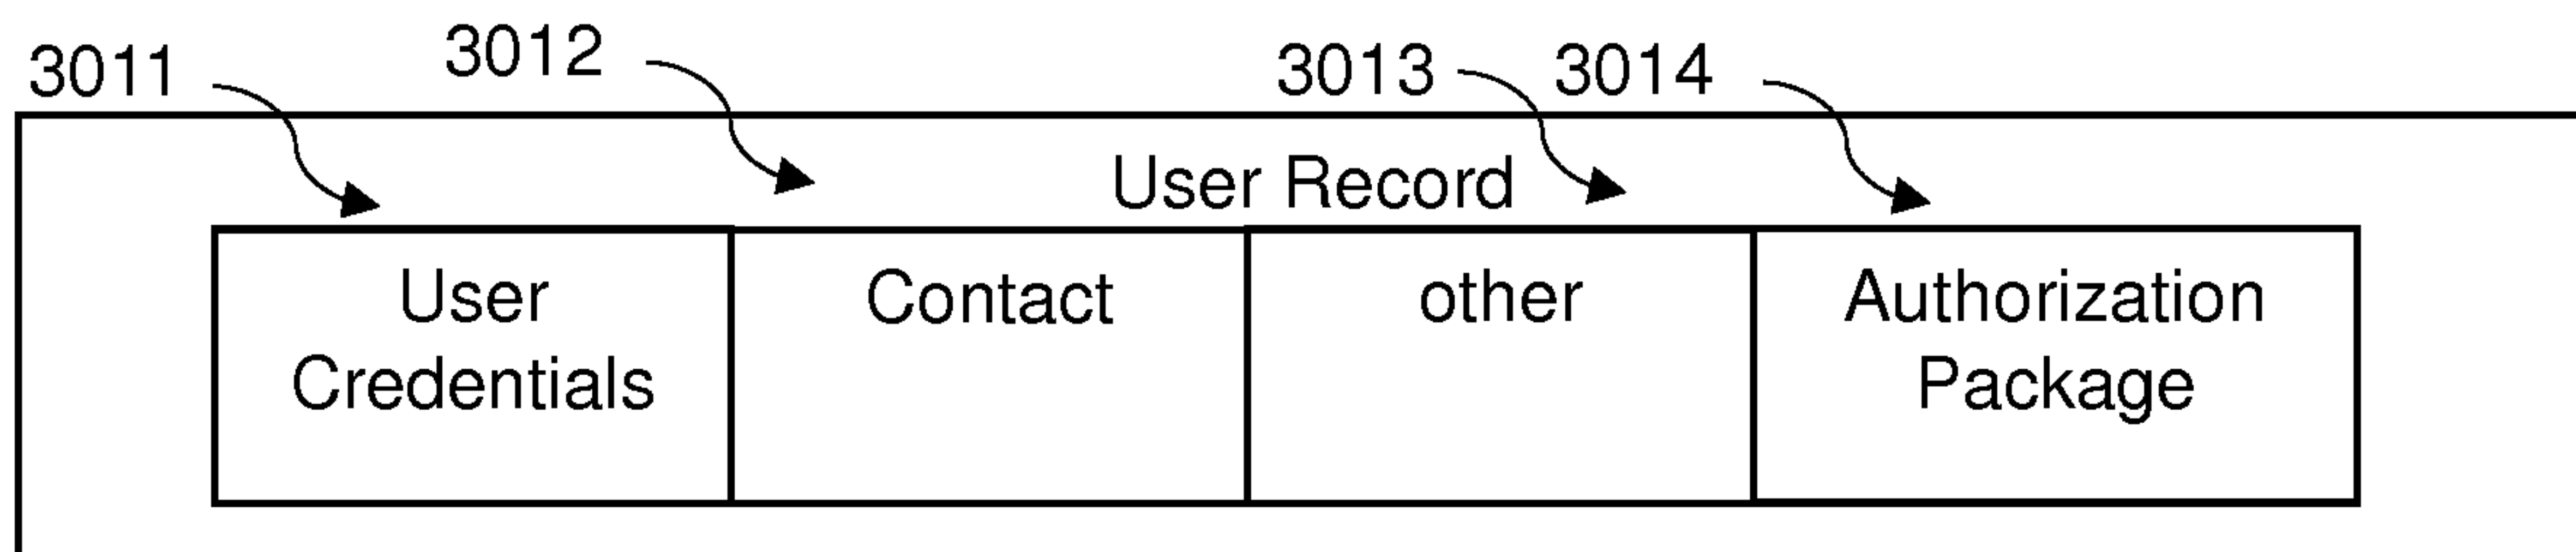 3011
3012
3013
3014
User Record
User
Credentials
Contact
other
Authorization
Package